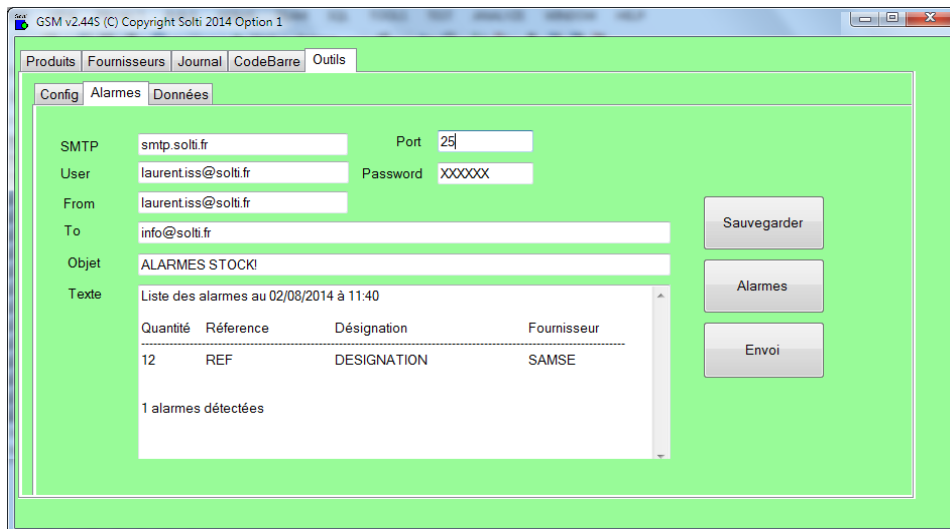 GSM v2.44S (C) Copyright Solti 2014 Option 1
Produits Fournisseurs Journal CodeBarre Outils
Config Alarmes Données
SMTP smtp.solti.fr Port 25
User laurent.iss@solti.fr Password XXXXXX
From laurent.iss@solti.fr
To info@solti.fr
Sauvegarder
Objet ALARMES STOCK!
Texte Liste des alarmes au 02/08/2014 à 11:40
Alarmes
Quantité Réference Désignation Fournisseur
------------------------------------------------------------
12 REF DESIGNATION SAMSE
Envoi
1 alarmes détectées